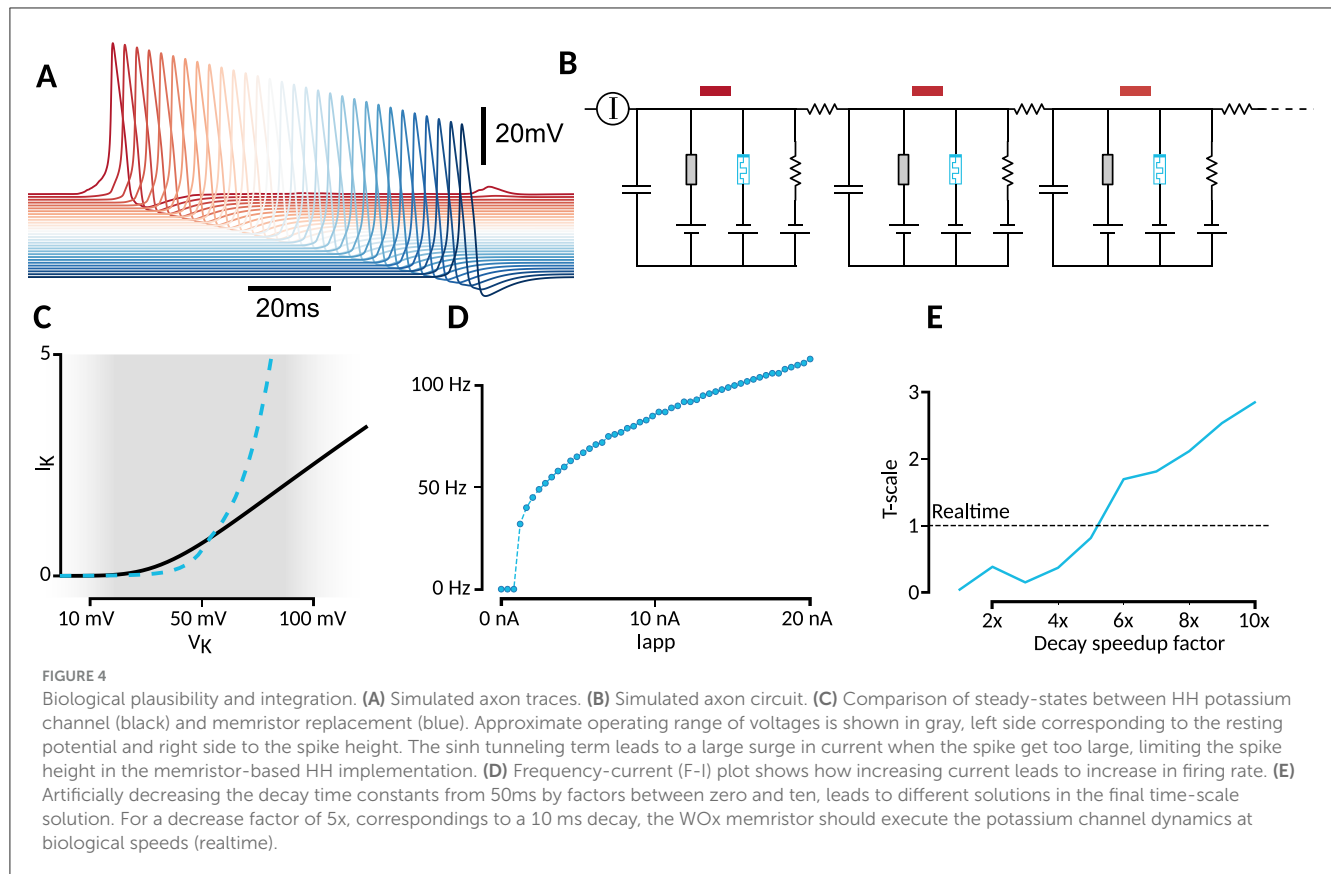 A
20mV
20ms
B
I
C
5
0
IK
10 mV
50 mV
100 mV
VK
D
100 Hz
50 Hz
0 Hz
0 nA
10 nA
20 nA
Iapp
E
3
2
1
0
T-scale
Realtime
2x
4x
6x
8x
10x
Decay speedup factor
FIGURE 4
Biological plausibility and integration. (A) Simulated axon traces. (B) Simulated axon circuit. (C) Comparison of steady-states between HH potassium
channel (black) and memristor replacement (blue). Approximate operating range of voltages is shown in gray, left side corresponding to the resting
potential and right side to the spike height. The sinh tunneling term leads to a large surge in current when the spike get too large, limiting the spike
height in the memristor-based HH implementation. (D) Frequency-current (F-I) plot shows how increasing current leads to increase in firing rate. (E)
Artificially decreasing the decay time constants from 50ms by factors between zero and ten, leads to different solutions in the final time-scale
solution. For a decrease factor of 5x, correspondings to a 10 ms decay, the WOx memristor should execute the potassium channel dynamics at
biological speeds (realtime).